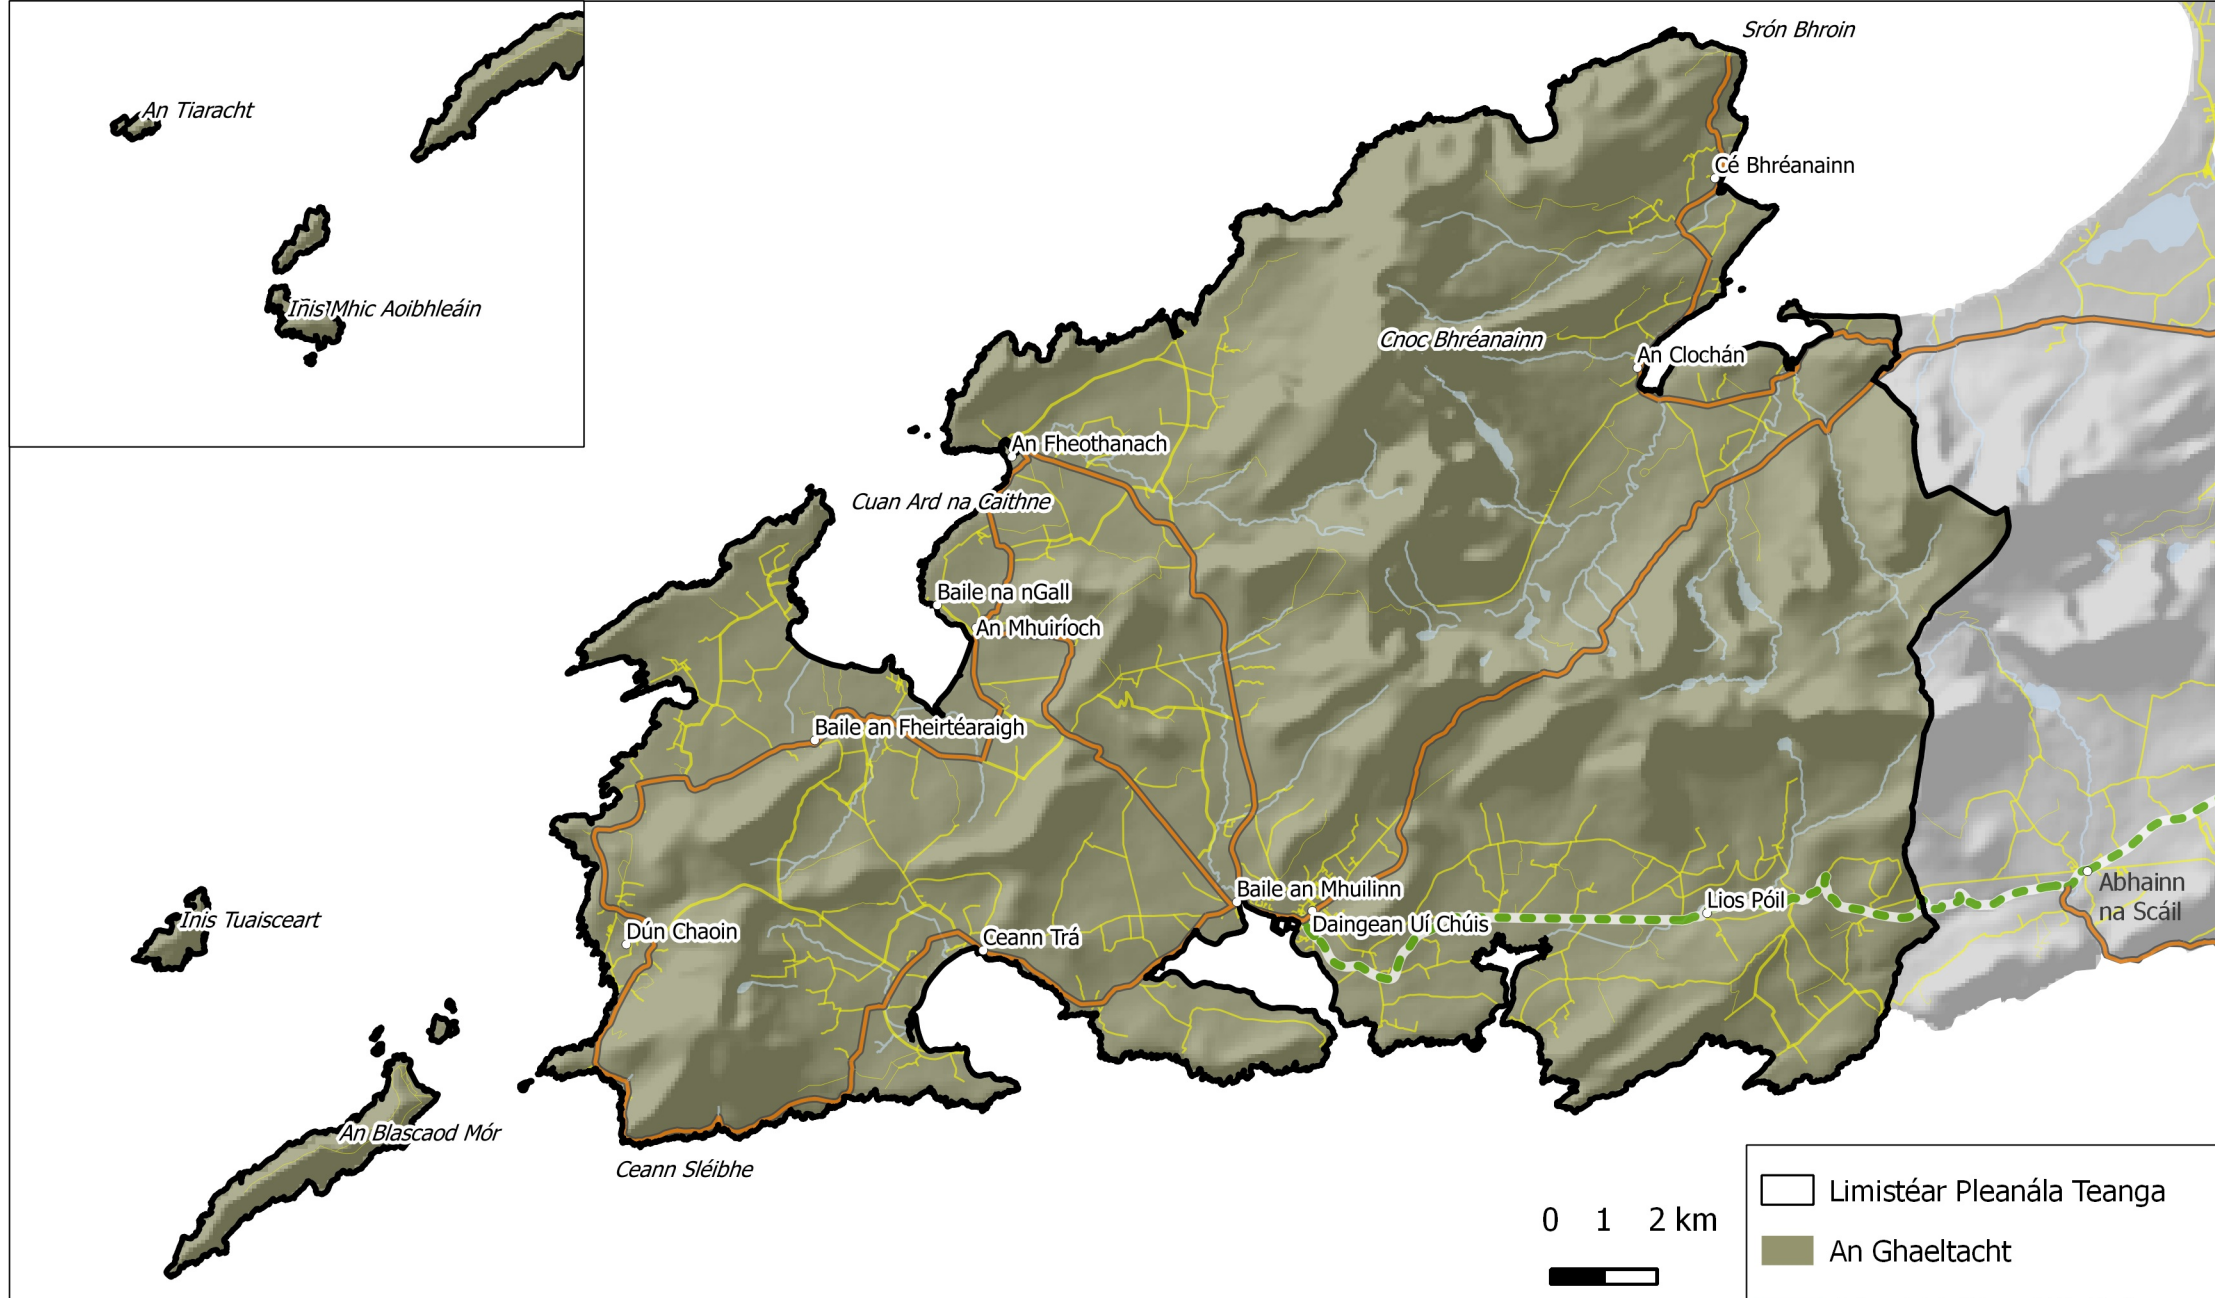 Srón Bhroin
An Tiaracht
Cé Bhréanainn
Inis Mhic Aoibhleáin
Cnoc Bhréanainn
An Clochán
An Fheothanach
Cuan Ard na Caithne
Baile na nGall
An Mhuiríoch
Baile an Fheirtéaraigh
Abhainn
na Scáil
Baile an Mhuilinn
Lios Póil
Inis Tuaisceart
Daingean Uí Chúis
Dún Chaoin
Ceann Trá
An Blascaod Mór
Ceann Sléibhe
0 1 2 km
Limistéar Pleanála Teanga
An Ghaeltacht